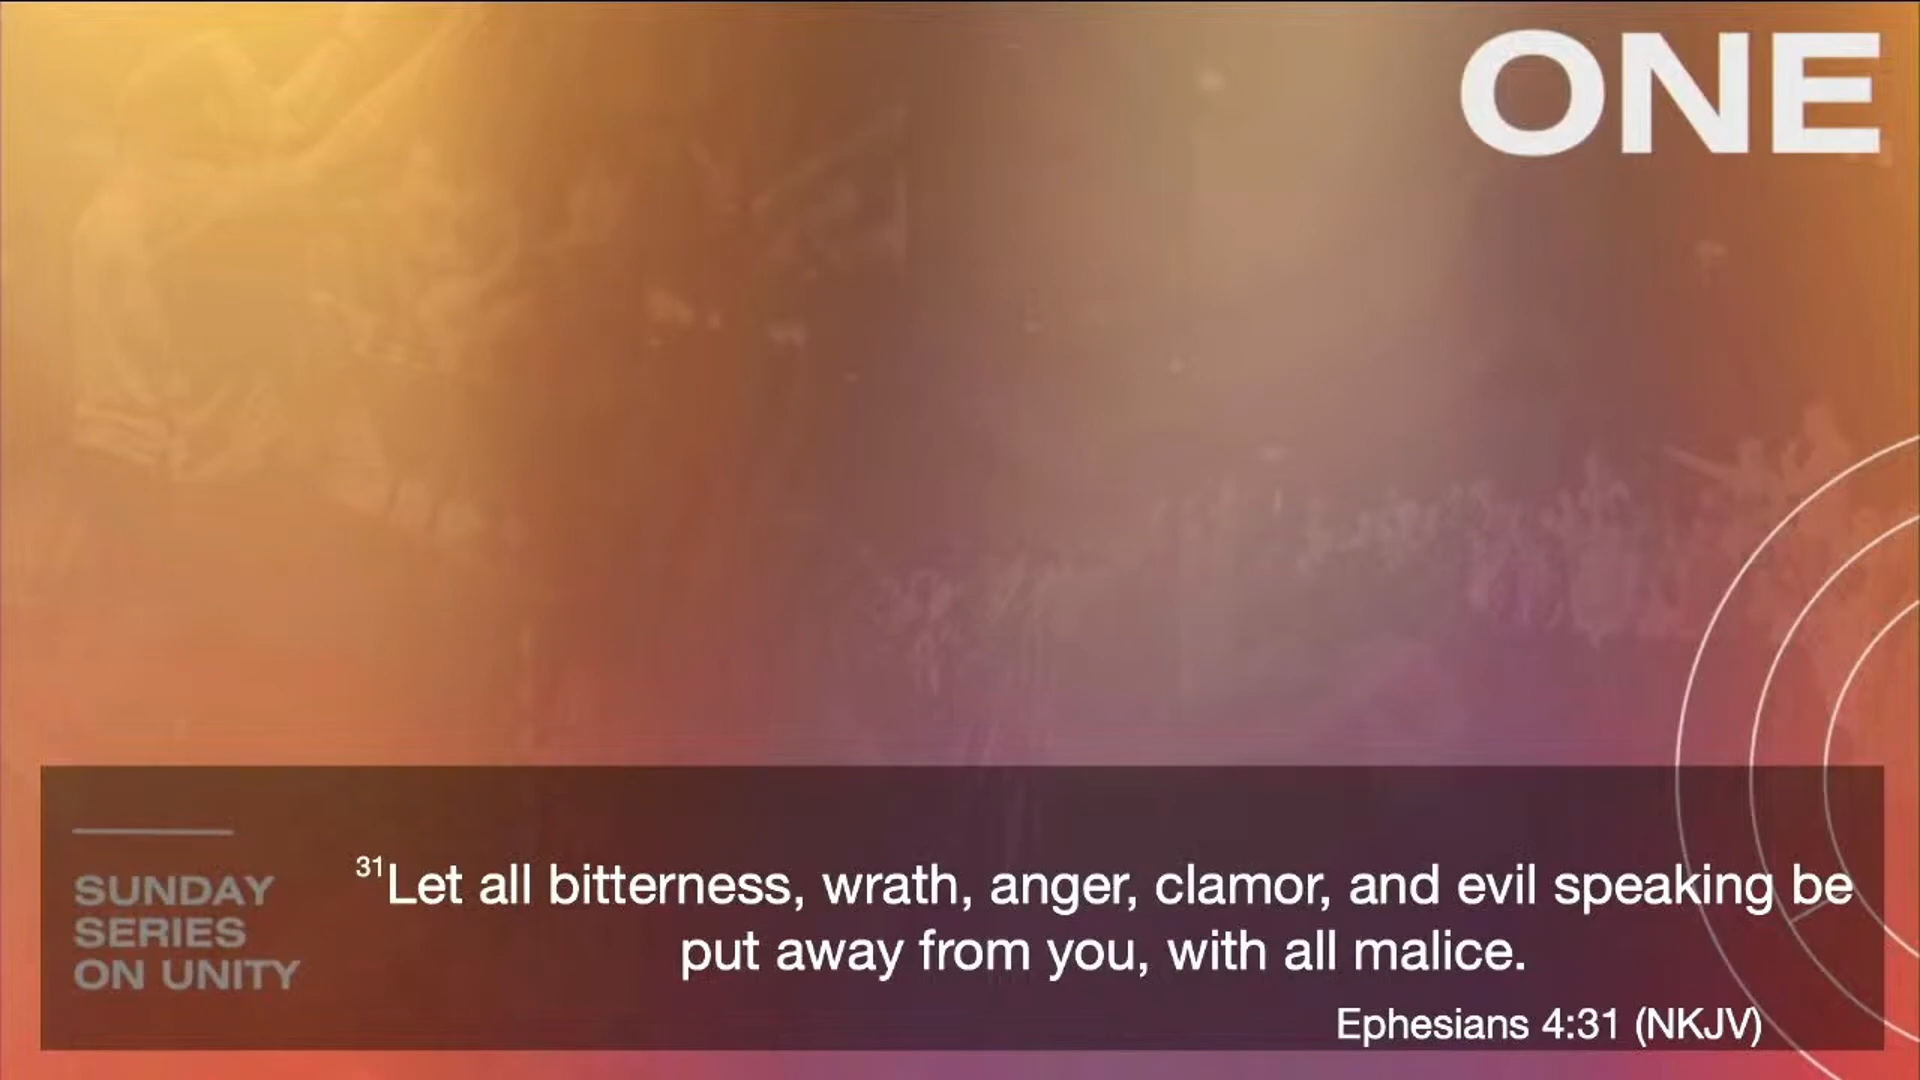 ONE
SUNDAY
SERIES
ON UNITY
31Let all bitterness, wrath, anger, clamor, and evil speaking be
put away from you, with all malice.
Ephesians 4:31 (NKJV)